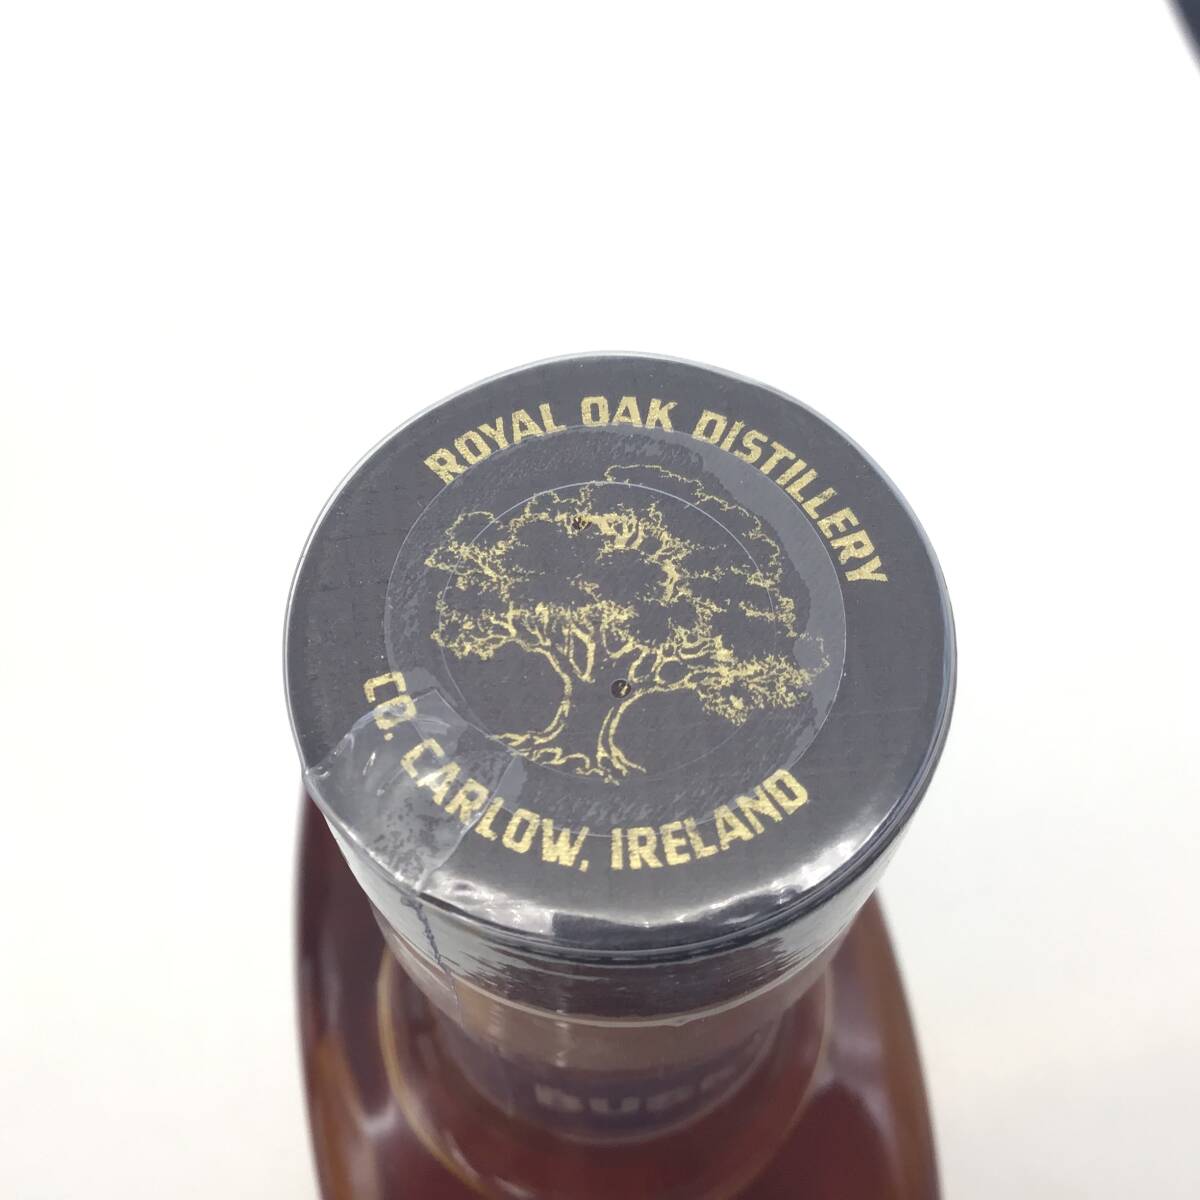 ROYAL OAK DISTILLERY
CO. CARLOW, IRELAND